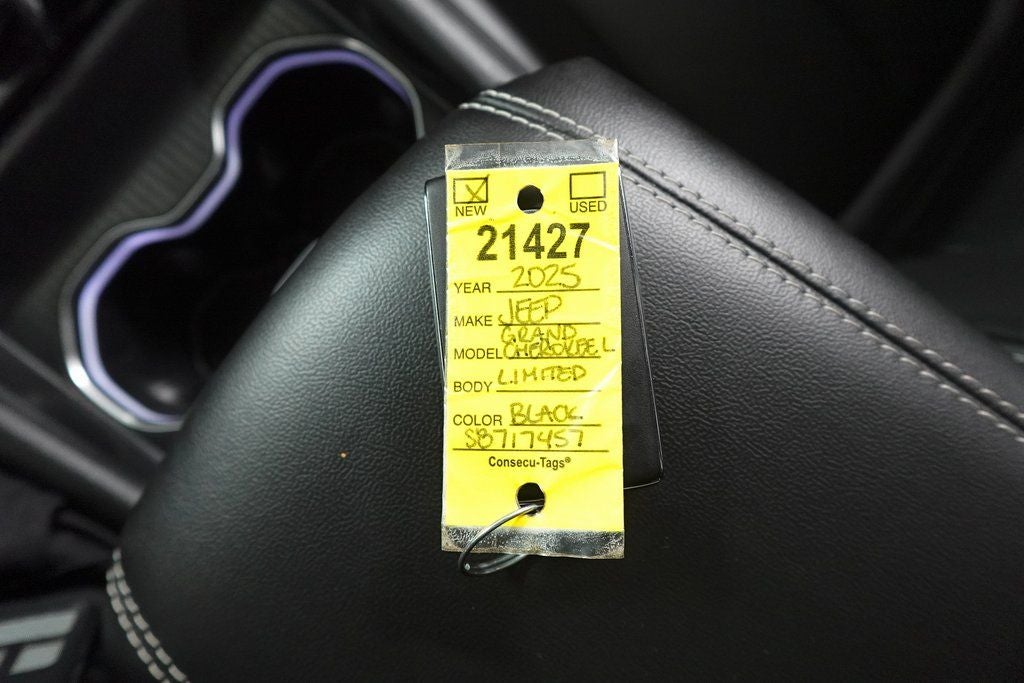 NEW USED
21427
YEAR 2025
MAKE JEEP
GRAND
MODEL CHEROKEE L
BODY LIMITED
COLOR BLACK
S8717457
Consecu-Tags®